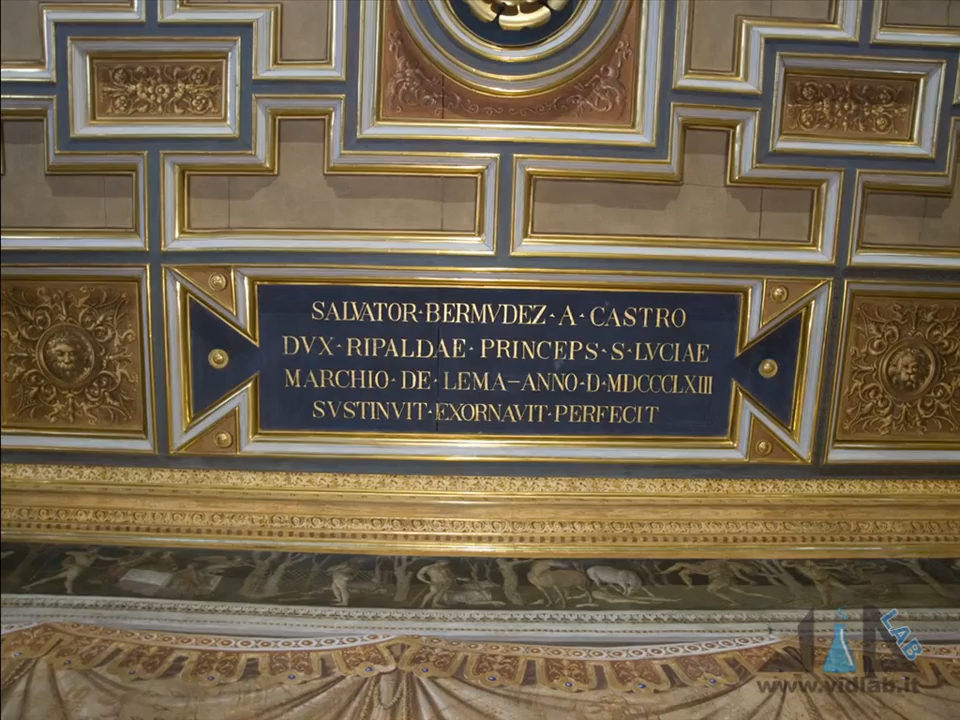 SALVATOR·BERMVDEZ·A·CASTRO
DVX·RIPALDAE·PRINCEPS·S·LVCIAE
MARCHIO·DE·LEMA–ANNO·D·MDCCCLXIII
SVSTINVIT·EXORNAVIT·PERFECIT
LAB
www.vidlab.it